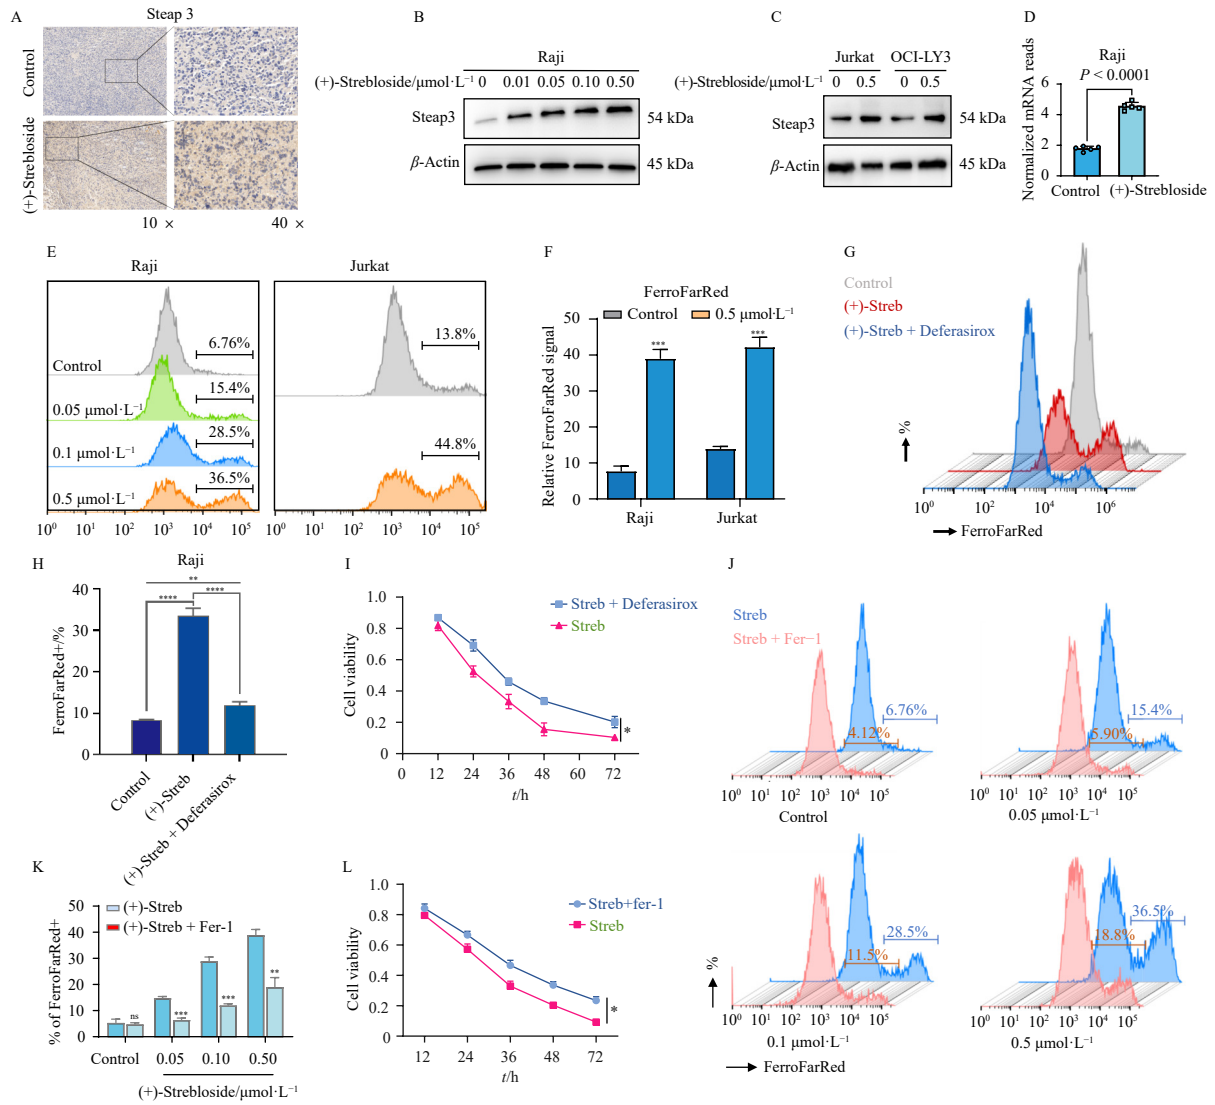 A
Steap 3
Control
(+)-Strebloside
10 ×
40 ×
B
Raji
(+)-Strebloside/μmol·L⁻¹ 0 0.01 0.05 0.10 0.50
Steap3 54 kDa
β-Actin 45 kDa
C
Jurkat OCI-LY3
(+)-Strebloside/μmol·L⁻¹ 0 0.5 0 0.5
Steap3 54 kDa
β-Actin 45 kDa
D
Raji
P < 0.0001
Normalized mRNA reads
6
4
2
0
Control (+)-Strebloside
E
Raji Jurkat
Control 6.76%
0.05 μmol·L⁻¹ 15.4%
0.1 μmol·L⁻¹ 28.5%
0.5 μmol·L⁻¹ 36.5%
13.8%
44.8%
10⁰ 10¹ 10² 10³ 10⁴ 10⁵
10⁰ 10¹ 10² 10³ 10⁴ 10⁵
F
FerroFarRed
Control 0.5 μmol·L⁻¹
Relative FerroFarRed signal
50
40
30
20
10
0
*** ***
Raji Jurkat
G
Control
(+)-Streb
(+)-Streb + Deferasirox
%
10⁰ 10² 10⁴ 10⁶
FerroFarRed
H
Raji
**
**** ****
FerroFarRed+/%
40
30
20
10
0
Control
(+)-Streb
(+)-Streb + Deferasirox
I
Streb + Deferasirox
Streb
Cell viability
1.0
0.8
0.6
0.4
0.2
0
*
0 12 24 36 48 60 72
t/h
J
Streb
Streb + Fer−1
6.76%
4.12%
10⁰ 10¹ 10² 10³ 10⁴ 10⁵
Control
15.4%
5.90%
10⁰ 10¹ 10² 10³ 10⁴ 10⁵
0.05 μmol·L⁻¹
28.5%
11.5%
%
10⁰ 10¹ 10² 10³ 10⁴ 10⁵
0.1 μmol·L⁻¹
FerroFarRed
36.5%
18.8%
10⁰ 10¹ 10² 10³ 10⁴ 10⁵
0.5 μmol·L⁻¹
K
(+)-Streb
(+)-Streb + Fer-1
% of FerroFarRed+
50
40
30
20
10
0
ns *** *** **
Control 0.05 0.10 0.50
(+)-Strebloside/μmol·L⁻¹
L
Streb+fer-1
Streb
Cell viability
1.0
0.8
0.6
0.4
0.2
0
*
12 24 36 48 72
t/h